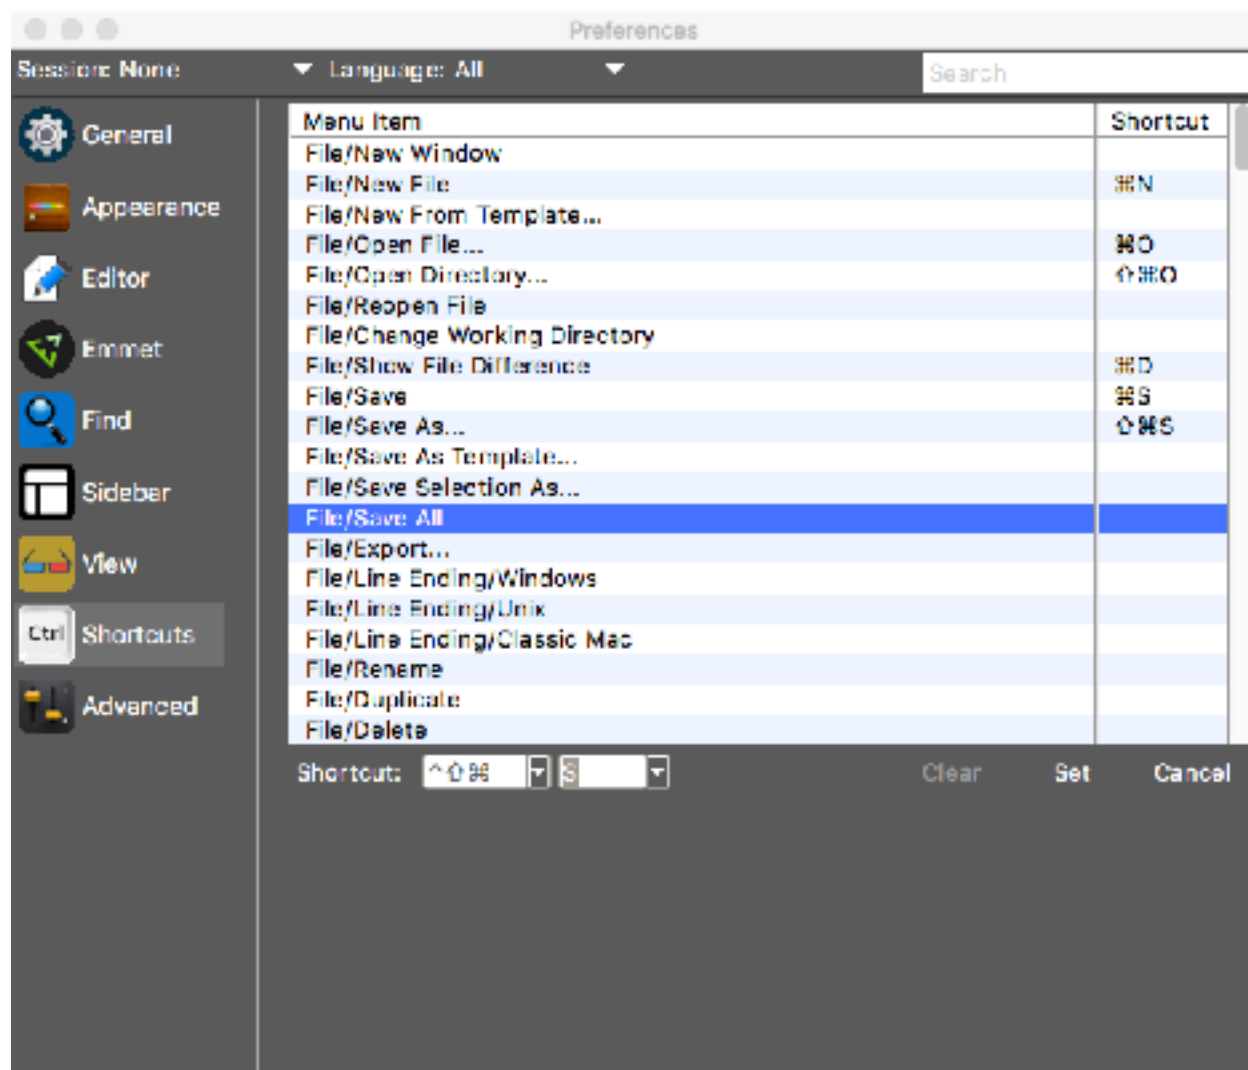 Preferences
Session: None Language: All Search
General
Appearance
Editor
Emmet
Find
Sidebar
View
Ctrl Shortcuts
Advanced
Menu Item Shortcut
File/New Window
File/New File ⌘N
File/New From Template...
File/Open File... ⌘O
File/Open Directory... ⇧⌘O
File/Reopen File
File/Change Working Directory
File/Show File Difference ⌘D
File/Save ⌘S
File/Save As... ⇧⌘S
File/Save As Template...
File/Save Selection As...
File/Save All
File/Export...
File/Line Ending/Windows
File/Line Ending/Unix
File/Line Ending/Classic Mac
File/Rename
File/Duplicate
File/Delete
Shortcut: ^⇧⌘ S Clear Set Cancel